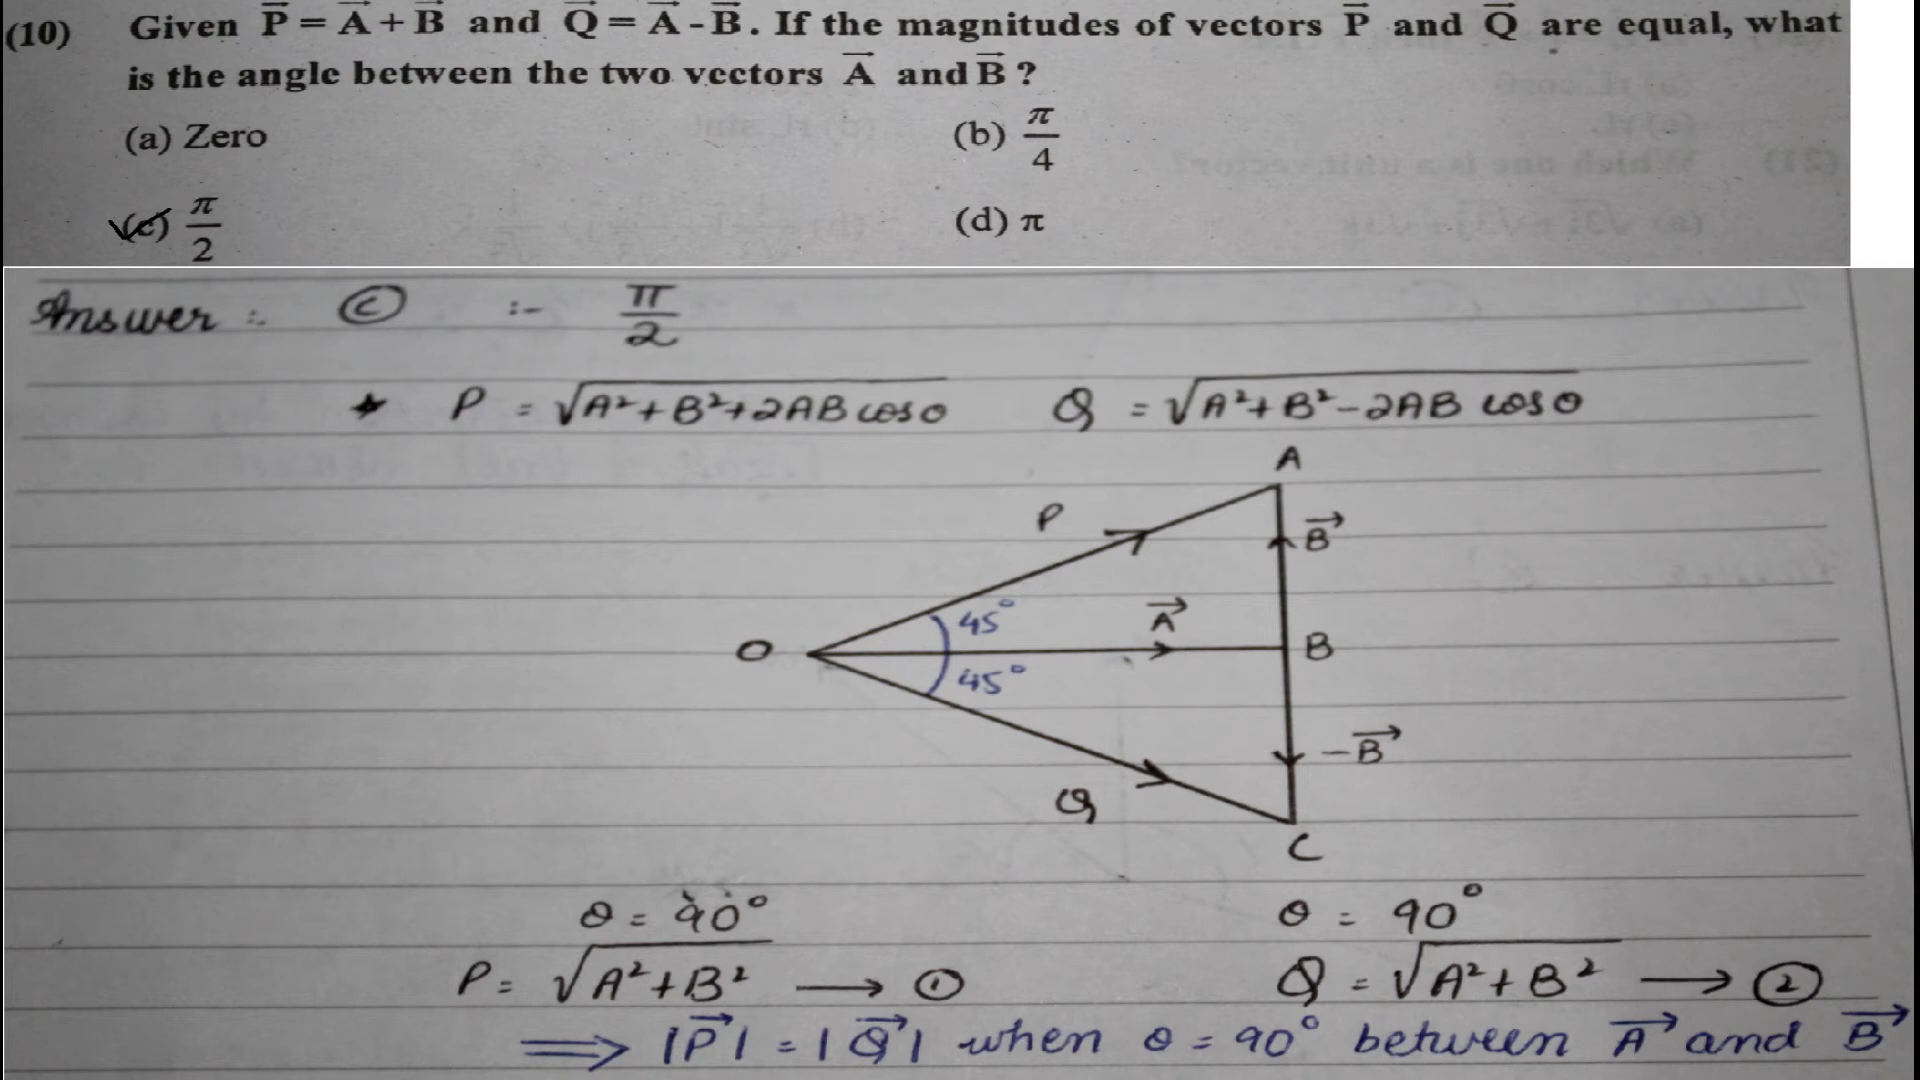 (10) Given P⃗ = A⃗ + B⃗ and Q⃗ = A⃗ - B⃗. If the magnitudes of vectors P⃗ and Q⃗ are equal, what
is the angle between the two vectors A⃗ and B⃗ ?
(a) Zero (b) π/4
(c) π/2 (d) π
Answer :- (C) :- π/2
* P = √A²+B²+2AB cosθ Q = √A²+B²-2AB cosθ
A
P B⃗
45° A⃗
O B
45°
-B⃗
Q
C
θ = 90° θ = 90°
P = √A²+B² → ① Q = √A²+B² → ②
⇒ |P⃗| = |Q⃗| when θ = 90° between A⃗ and B⃗